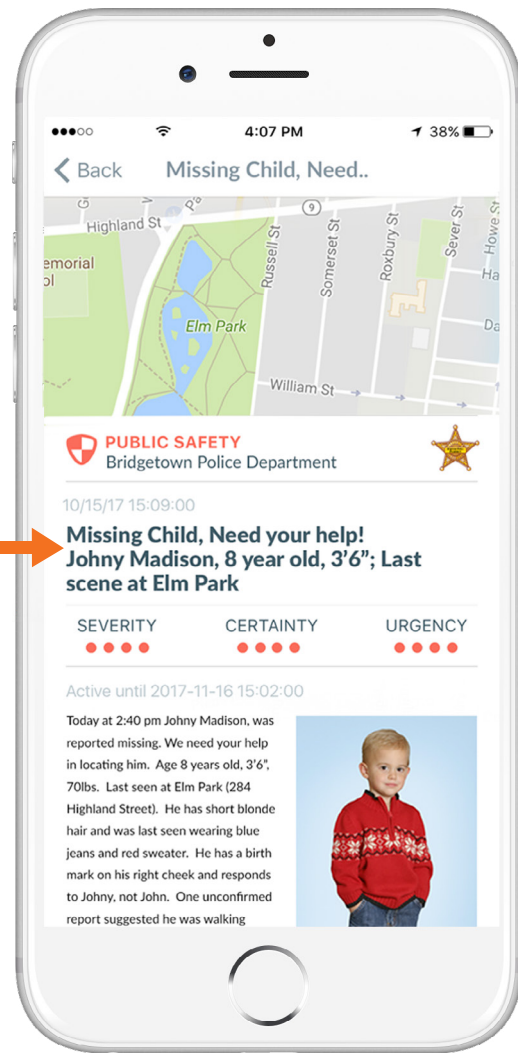 4:07 PM
38%
Back
Missing Child, Need..
Highland St
9
Russell St
Somerset St
Roxbury St
Sever St
Howe St
emorial
ol
Ha
Elm Park
Da
William St
PUBLIC SAFETY
Bridgetown Police Department
10/15/17 15:09:00
Missing Child, Need your help!
Johny Madison, 8 year old, 3’6”; Last
scene at Elm Park
SEVERITY
CERTAINTY
URGENCY
Active until 2017-11-16 15:02:00
Today at 2:40 pm Johny Madison, was
reported missing. We need your help
in locating him. Age 8 years old, 3’6”,
70lbs. Last seen at Elm Park (284
Highland Street). He has short blonde
hair and was last seen wearing blue
jeans and red sweater. He has a birth
mark on his right cheek and responds
to Johny, not John. One unconfirmed
report suggested he was walking